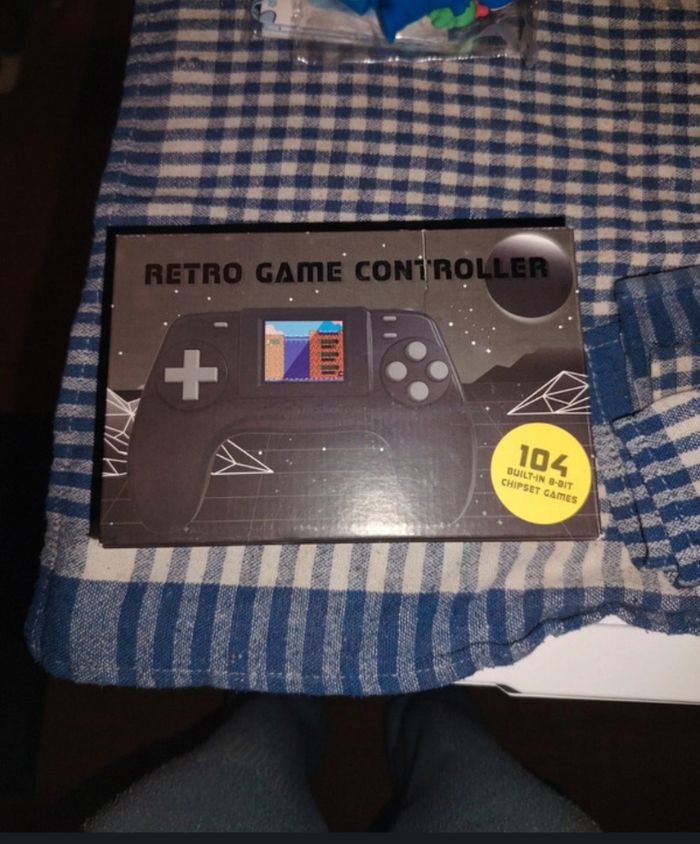 RETRO GAME CONTROLLER
104
BUILT-IN 8-BIT
CHIPSET GAMES